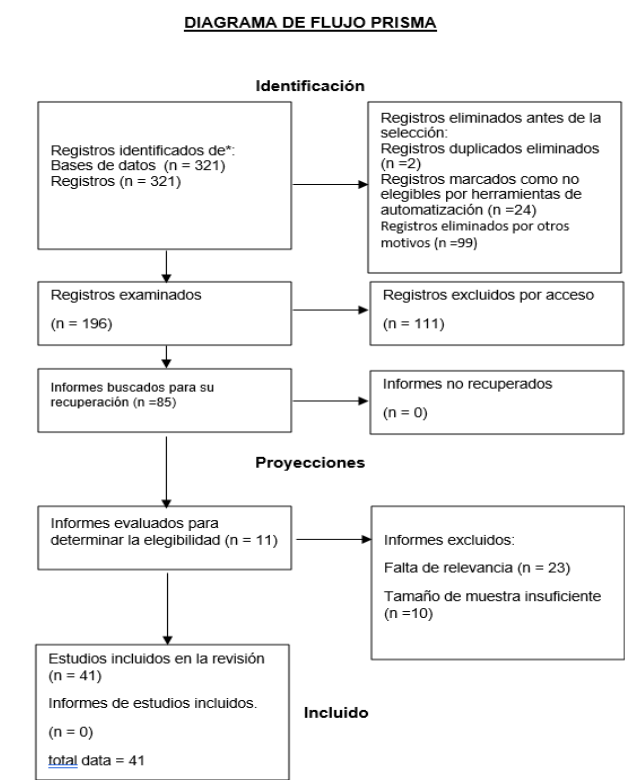 DIAGRAMA DE FLUJO PRISMA
Identificación
Registros identificados de*:
Bases de datos (n = 321)
Registros (n = 321)
Registros eliminados antes de la
selección:
Registros duplicados eliminados
(n =2)
Registros marcados como no
elegibles por herramientas de
automatización (n =24)
Registros eliminados por otros
motivos (n =99)
Registros examinados
(n = 196)
Registros excluidos por acceso
(n = 111)
Informes buscados para su
recuperación (n =85)
Informes no recuperados
(n = 0)
Proyecciones
Informes evaluados para
determinar la elegibilidad (n = 11)
Informes excluidos:
Falta de relevancia (n = 23)
Tamaño de muestra insuficiente
(n =10)
Estudios incluidos en la revisión
(n = 41)
Informes de estudios incluidos.
(n = 0)
total data = 41
Incluido